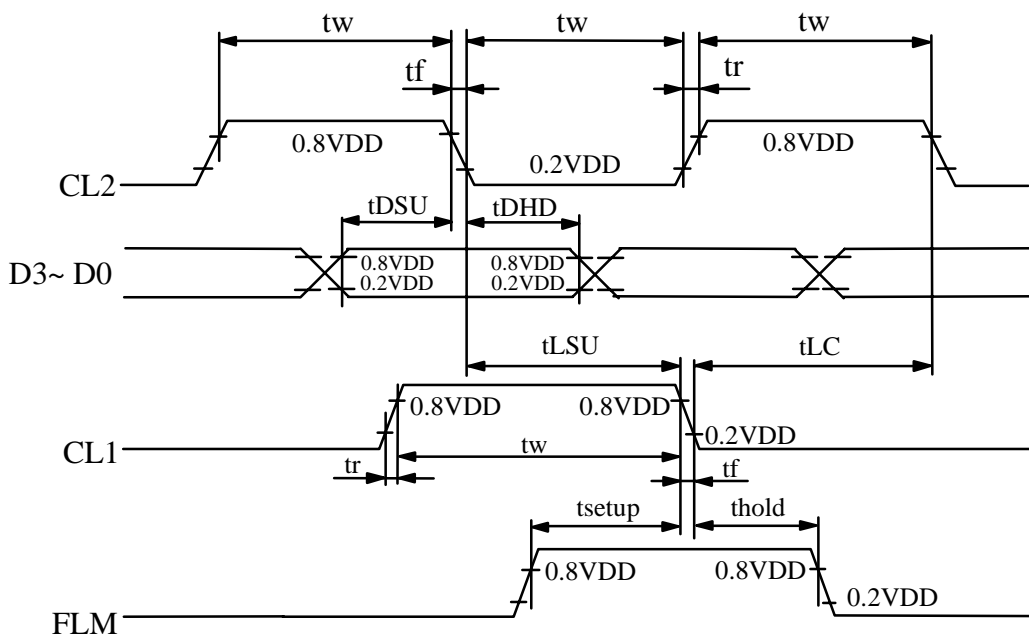 tw tw tw
tf tr
0.8VDD 0.2VDD 0.8VDD
CL2
tDSU tDHD
0.8VDD 0.8VDD
D3~ D0
0.2VDD 0.2VDD
tLSU tLC
0.8VDD 0.8VDD
0.2VDD
CL1
tw
tr tf
tsetup thold
0.8VDD 0.8VDD
0.2VDD
FLM